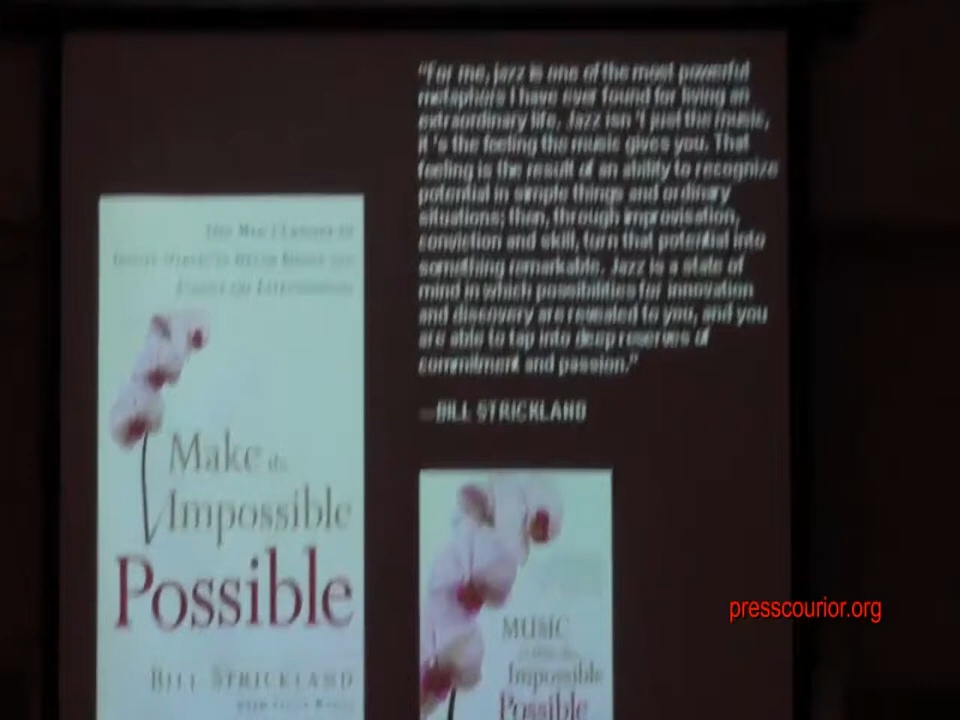 "For me, jazz is one of the most powerful
metaphors I have ever found for living an
extraordinary life. Jazz isn 't just the music,
it 's the feeling the music gives you. That
feeling is the result of an ability to recognize
potential in simple things and ordinary
situations; then, through improvisation,
conviction and skill, turn that potential into
something remarkable. Jazz is a state of
mind in which possibilities for innovation
and discovery are revealed to you, and you
are able to tap into deep reserves of
commitment and passion."
—BILL STRICKLAND
Make the
Impossible
Possible
BILL STRICKLAND
MUSIC
Impossible
Possible
presscourior.org